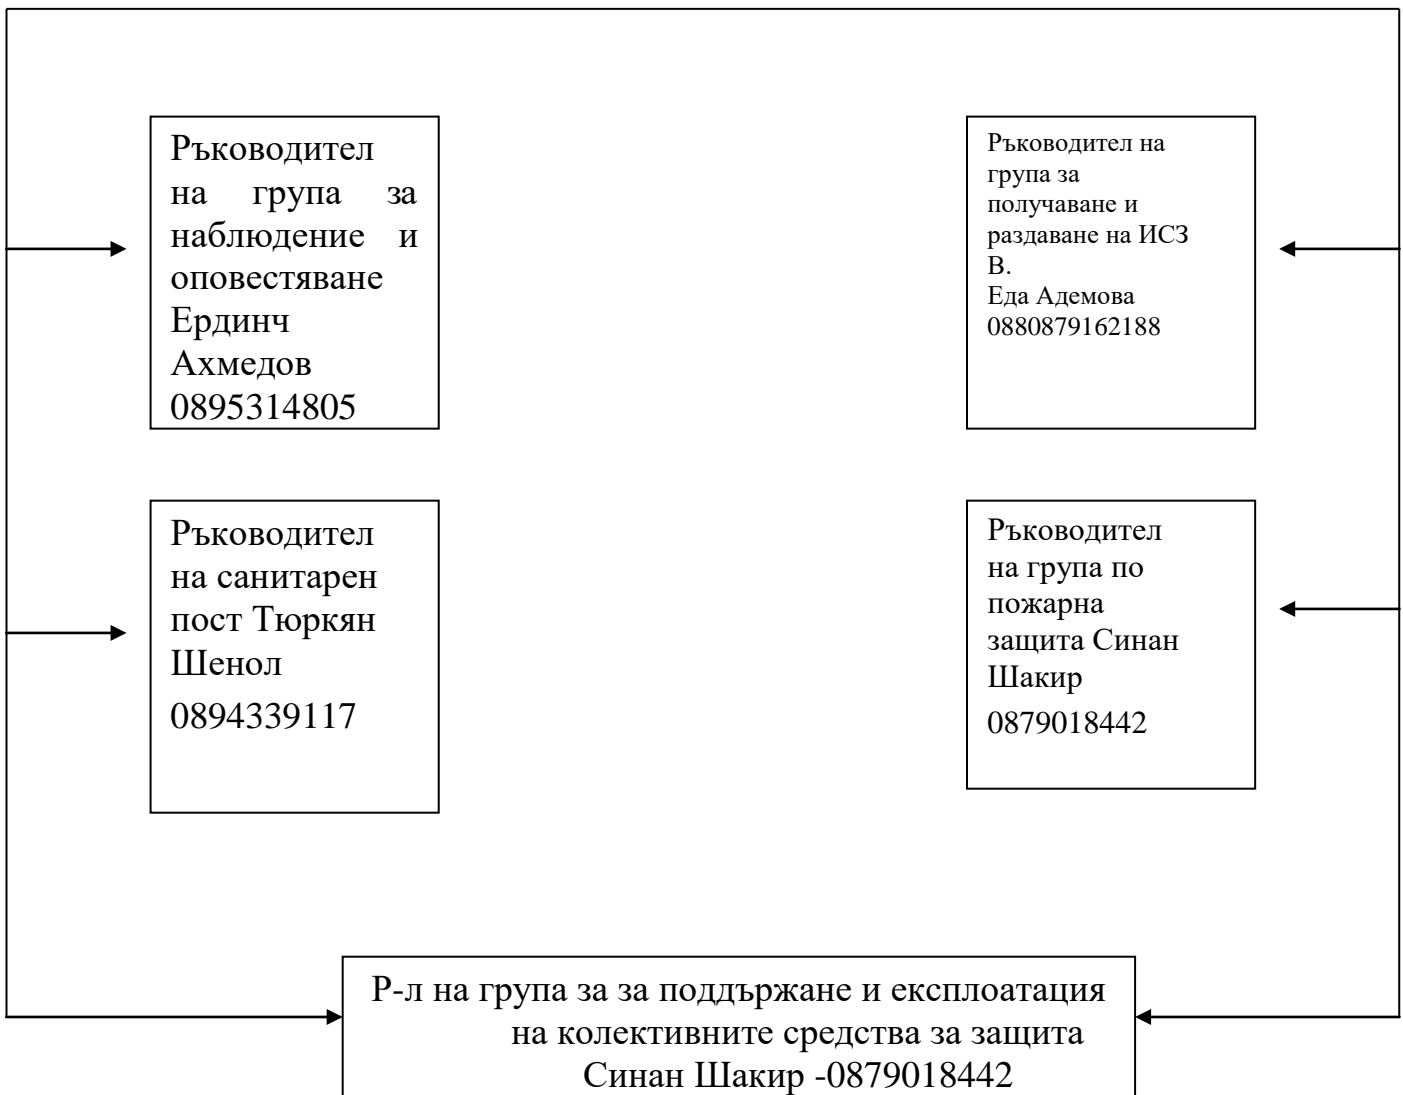 Ръководител
на група за
наблюдение и
оповестяване
Ердинч
Ахмедов
0895314805
Ръководител на
група за
получаване и
раздаване на ИСЗ
В.
Еда Адемова
0880879162188
Ръководител
на санитарен
пост Тюркян
Шенол
0894339117
Ръководител
на група по
пожарна
защита Синан
Шакир
0879018442
Р-л на група за за поддържане и експлоатация
на колективните средства за защита
Синан Шакир -0879018442